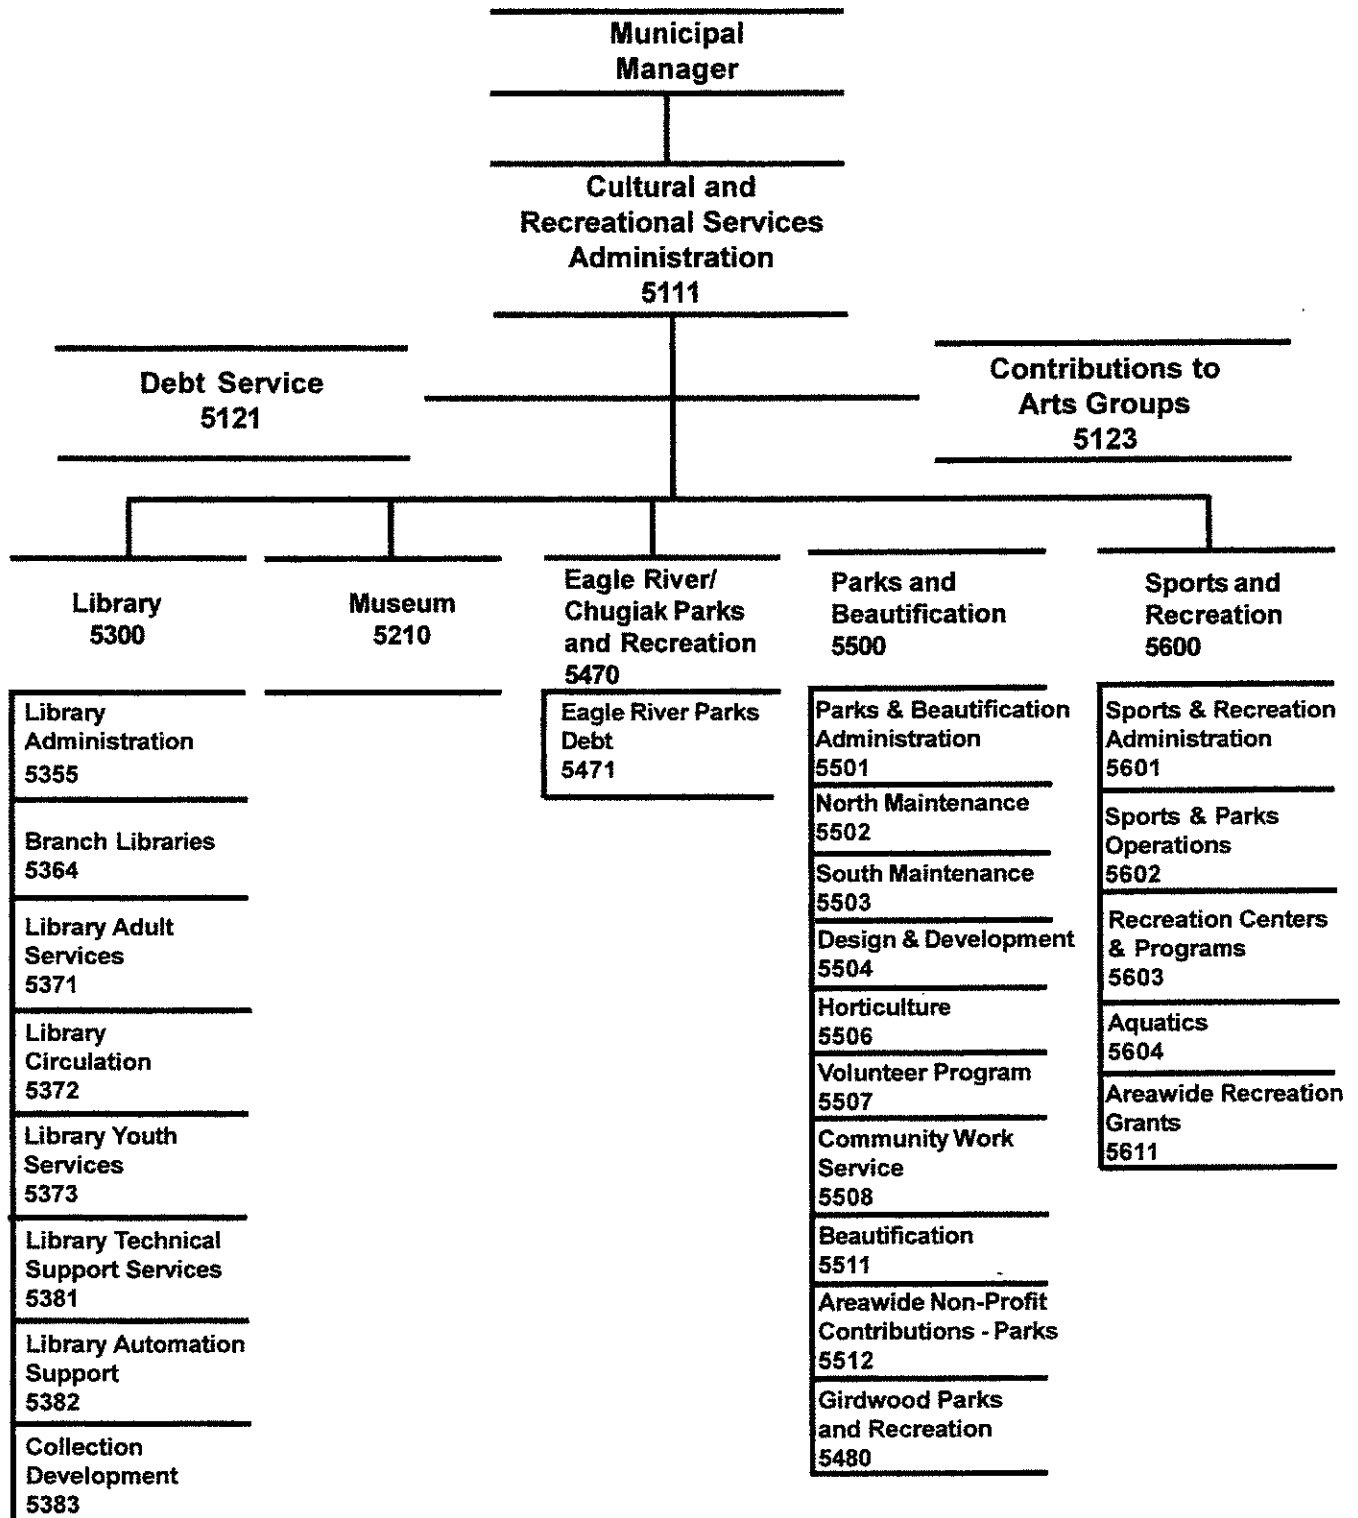 Municipal
Manager
Cultural and
Recreational Services
Administration
5111
Debt Service
5121
Contributions to
Arts Groups
5123
Library
5300
Museum
5210
Eagle River/
Chugiak Parks
and Recreation
5470
Parks and
Beautification
5500
Sports and
Recreation
5600
Library
Administration
5355
Branch Libraries
5364
Library Adult
Services
5371
Library
Circulation
5372
Library Youth
Services
5373
Library Technical
Support Services
5381
Library Automation
Support
5382
Collection
Development
5383
Eagle River Parks
Debt
5471
Parks & Beautification
Administration
5501
North Maintenance
5502
South Maintenance
5503
Design & Development
5504
Horticulture
5506
Volunteer Program
5507
Community Work
Service
5508
Beautification
5511
Areawide Non-Profit
Contributions - Parks
5512
Girdwood Parks
and Recreation
5480
Sports & Recreation
Administration
5601
Sports & Parks
Operations
5602
Recreation Centers
& Programs
5603
Aquatics
5604
Areawide Recreation
Grants
5611